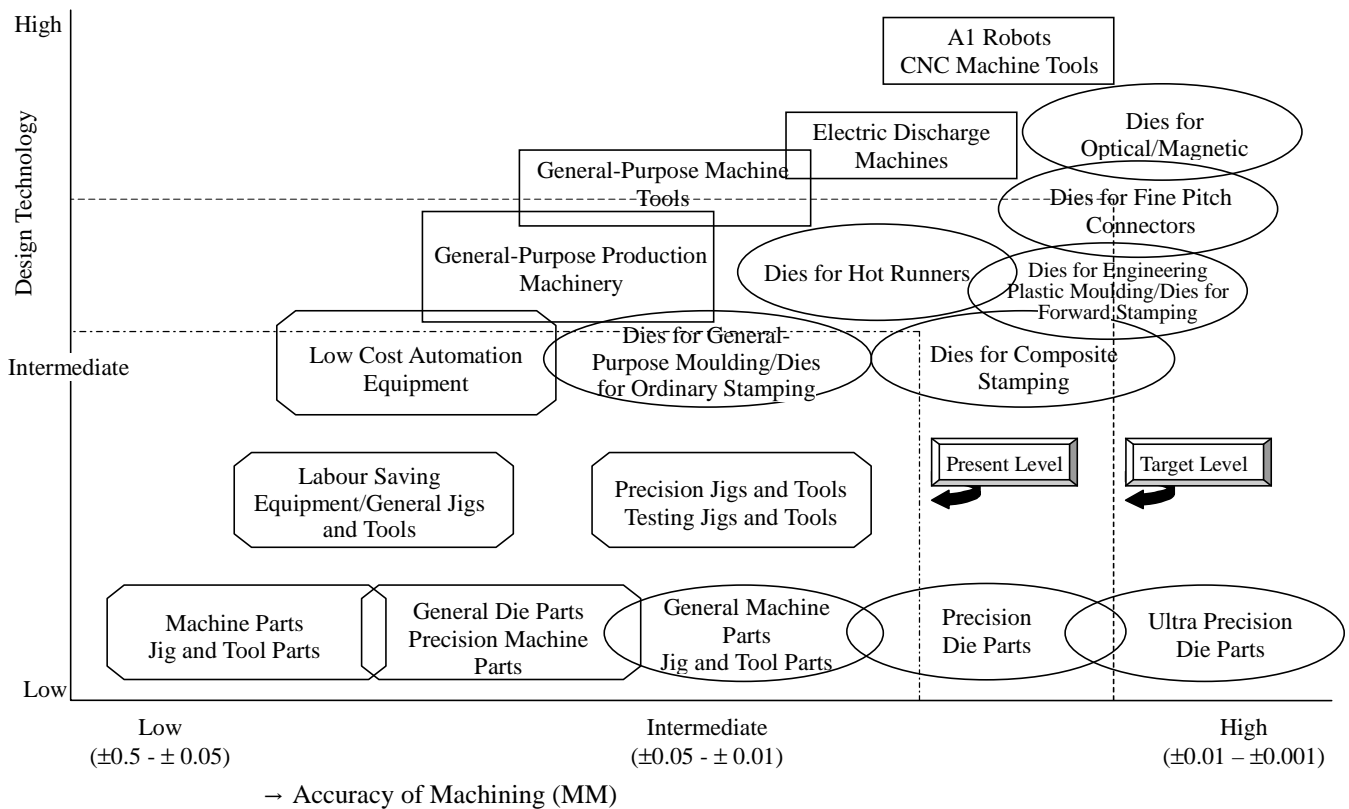 High
A1 Robots
CNC Machine Tools
Dies for
Optical/Magnetic
Electric Discharge
Machines
General-Purpose Machine
Tools
Dies for Fine Pitch
Connectors
Design Technology
General-Purpose Production
Machinery
Dies for Hot Runners
Dies for Engineering
Plastic Moulding/Dies for
Forward Stamping
Intermediate
Low Cost Automation
Equipment
Dies for General-
Purpose Moulding/Dies
for Ordinary Stamping
Dies for Composite
Stamping
Labour Saving
Equipment/General Jigs
and Tools
Precision Jigs and Tools
Testing Jigs and Tools
Present Level
Target Level
Machine Parts
Jig and Tool Parts
General Die Parts
Precision Machine
Parts
General Machine
Parts
Jig and Tool Parts
Precision
Die Parts
Ultra Precision
Die Parts
Low
Low
(±0.5 - ± 0.05)
Intermediate
(±0.05 - ± 0.01)
High
(±0.01 – ±0.001)
→ Accuracy of Machining (MM)